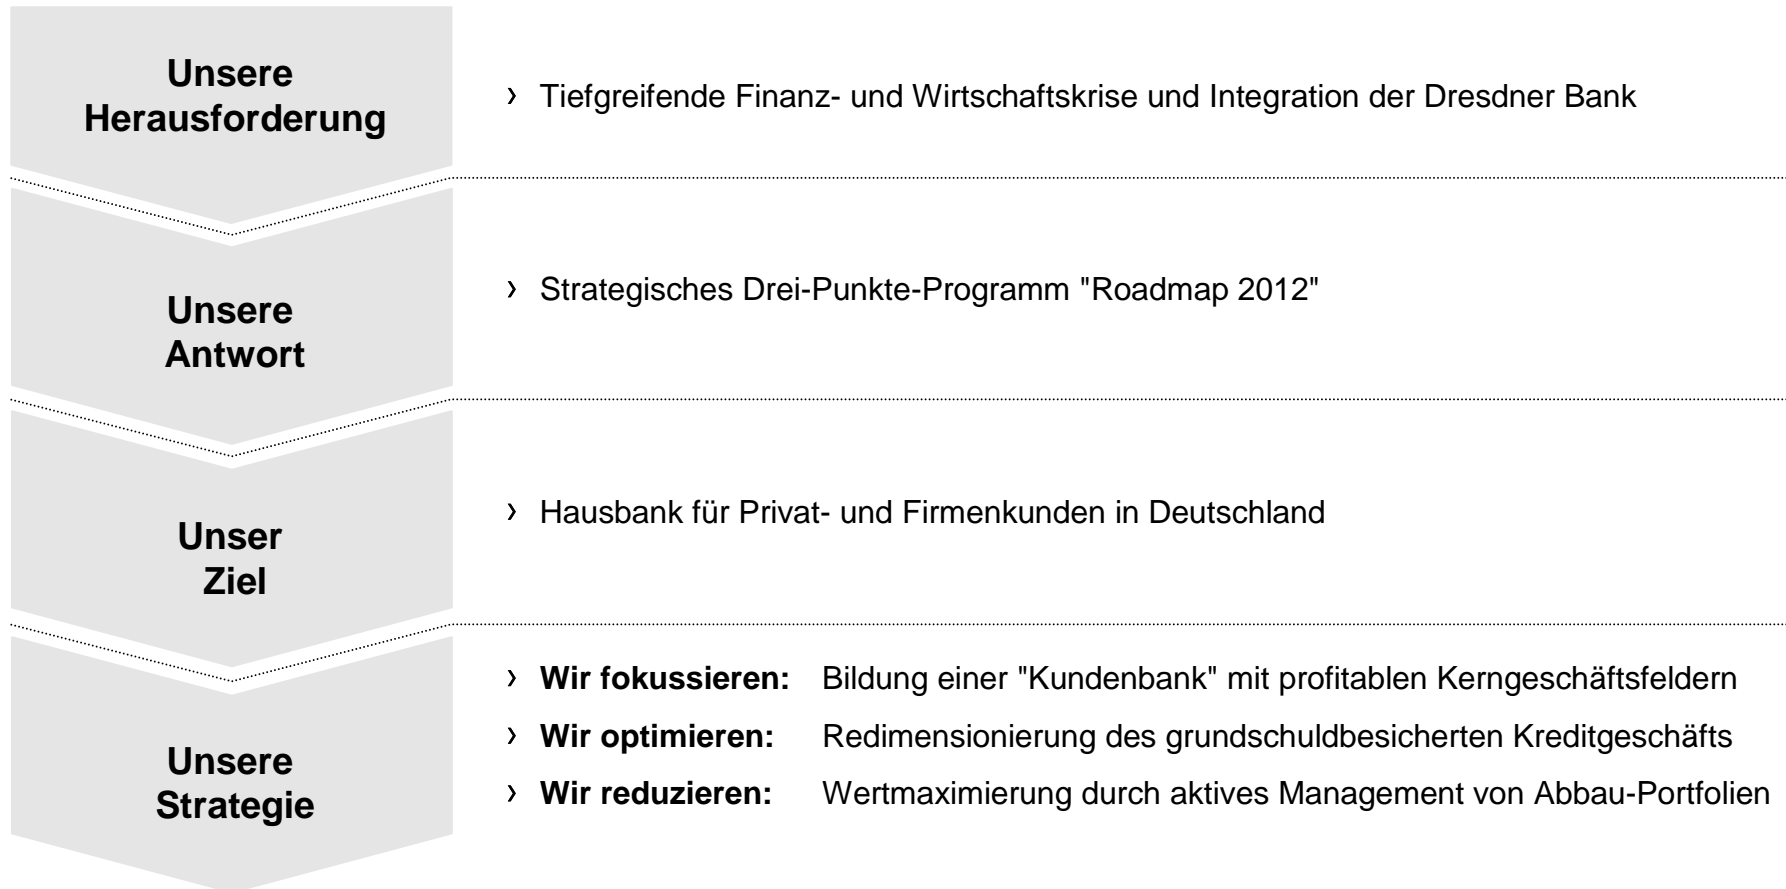 Unsere
Herausforderung
› Tiefgreifende Finanz- und Wirtschaftskrise und Integration der Dresdner Bank
Unsere
Antwort
› Strategisches Drei-Punkte-Programm "Roadmap 2012"
Unser
Ziel
› Hausbank für Privat- und Firmenkunden in Deutschland
Unsere
Strategie
› Wir fokussieren: Bildung einer "Kundenbank" mit profitablen Kerngeschäftsfeldern
› Wir optimieren: Redimensionierung des grundschuldbesicherten Kreditgeschäfts
› Wir reduzieren: Wertmaximierung durch aktives Management von Abbau-Portfolien